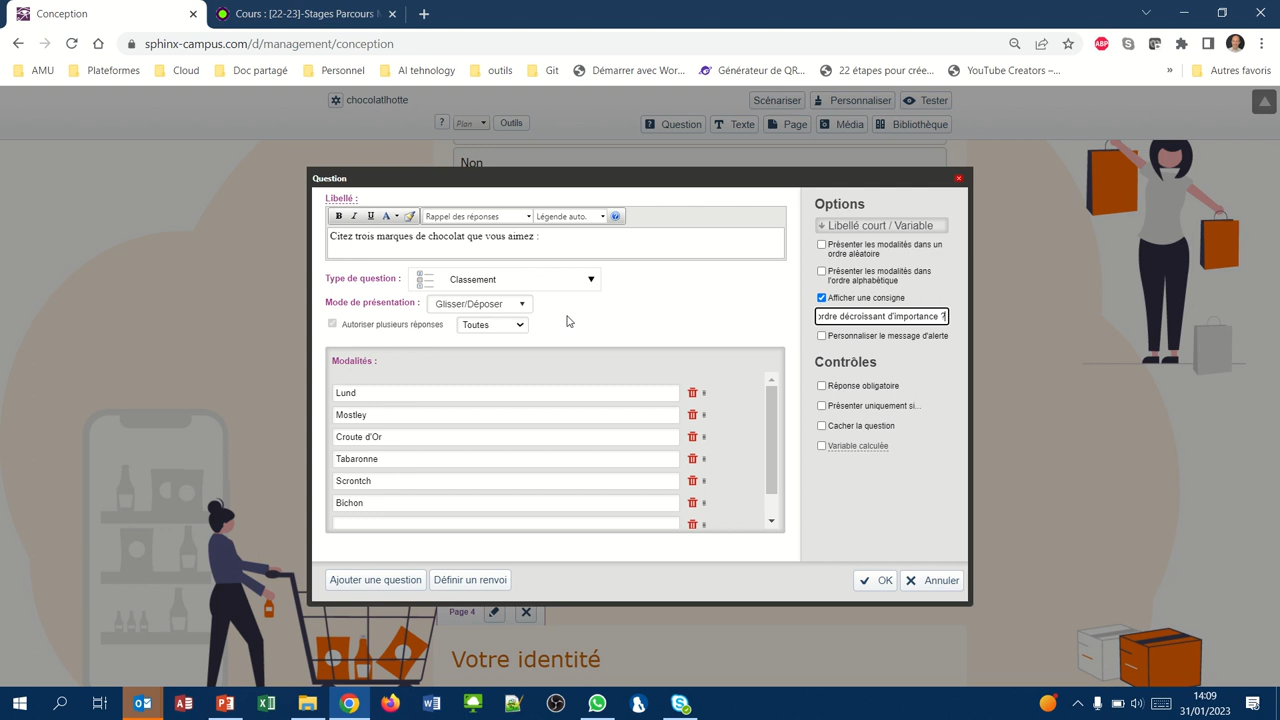 Conception
Cours : [22-23]-Stages Parcours
sphinx-campus.com/d/management/conception
ABP
AMU
Plateformes
Cloud
Doc partagé
Personnel
AI tehnology
outils
Git
Démarrer avec Wor...
Générateur de QR...
22 étapes pour crée...
YouTube Creators –...
»
Autres favoris
chocolatlhotte
Scénariser
Personnaliser
Tester
?
Plan
Outils
Question
Texte
Page
Média
Bibliothèque
Non
Question
Libellé :
B I U A
Rappel des réponses
Légende auto.
Citez trois marques de chocolat que vous aimez :
Type de question :
Classement
Mode de présentation :
Glisser/Déposer
Autoriser plusieurs réponses
Toutes
Modalités :
Lund
Mostley
Croute d'Or
Tabaronne
Scrontch
Bichon
Options
Libellé court / Variable
Présenter les modalités dans un
ordre aléatoire
Présenter les modalités dans
l'ordre alphabétique
Afficher une consigne
ordre décroissant d'importance ?
Personnaliser le message d'alerte
Contrôles
Réponse obligatoire
Présenter uniquement si...
Cacher la question
Variable calculée
Ajouter une question
Définir un renvoi
OK
Annuler
Page 4
Votre identité
14:09
31/01/2023